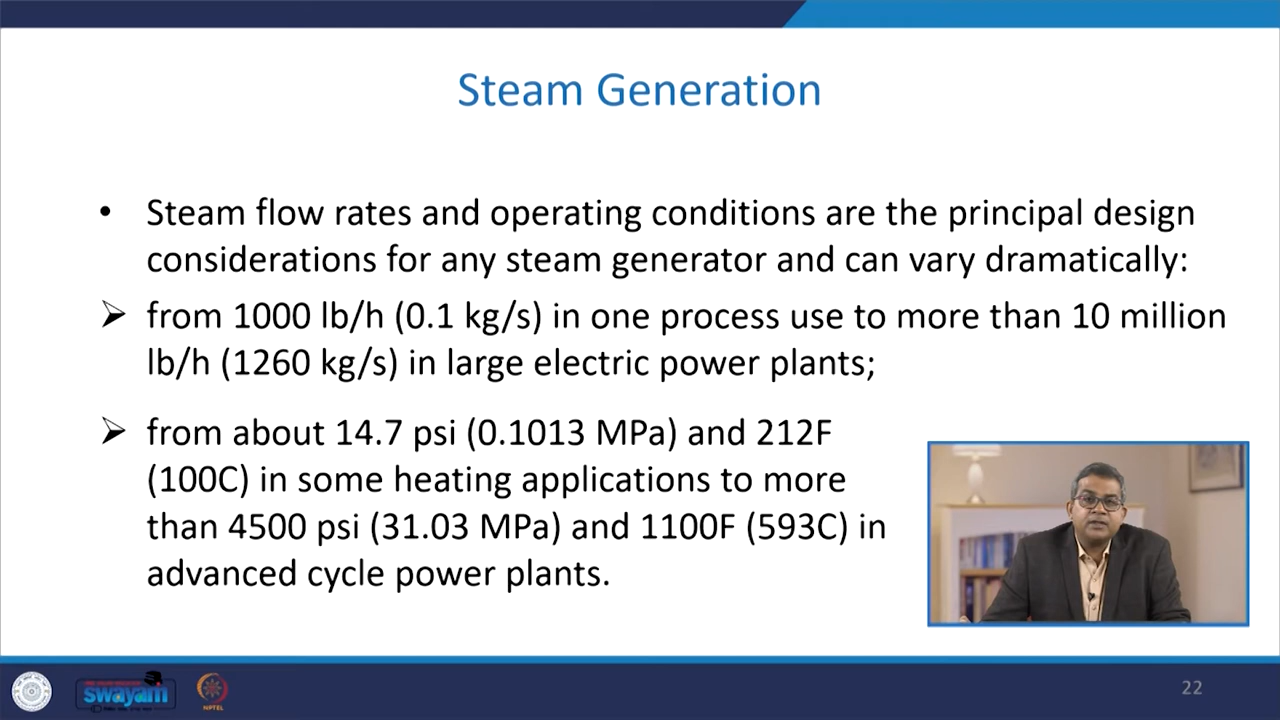 Steam Generation
• Steam flow rates and operating conditions are the principal design
considerations for any steam generator and can vary dramatically:
➢ from 1000 lb/h (0.1 kg/s) in one process use to more than 10 million
lb/h (1260 kg/s) in large electric power plants;
➢ from about 14.7 psi (0.1013 MPa) and 212F
(100C) in some heating applications to more
than 4500 psi (31.03 MPa) and 1100F (593C) in
advanced cycle power plants.
swayam
NPTEL
22